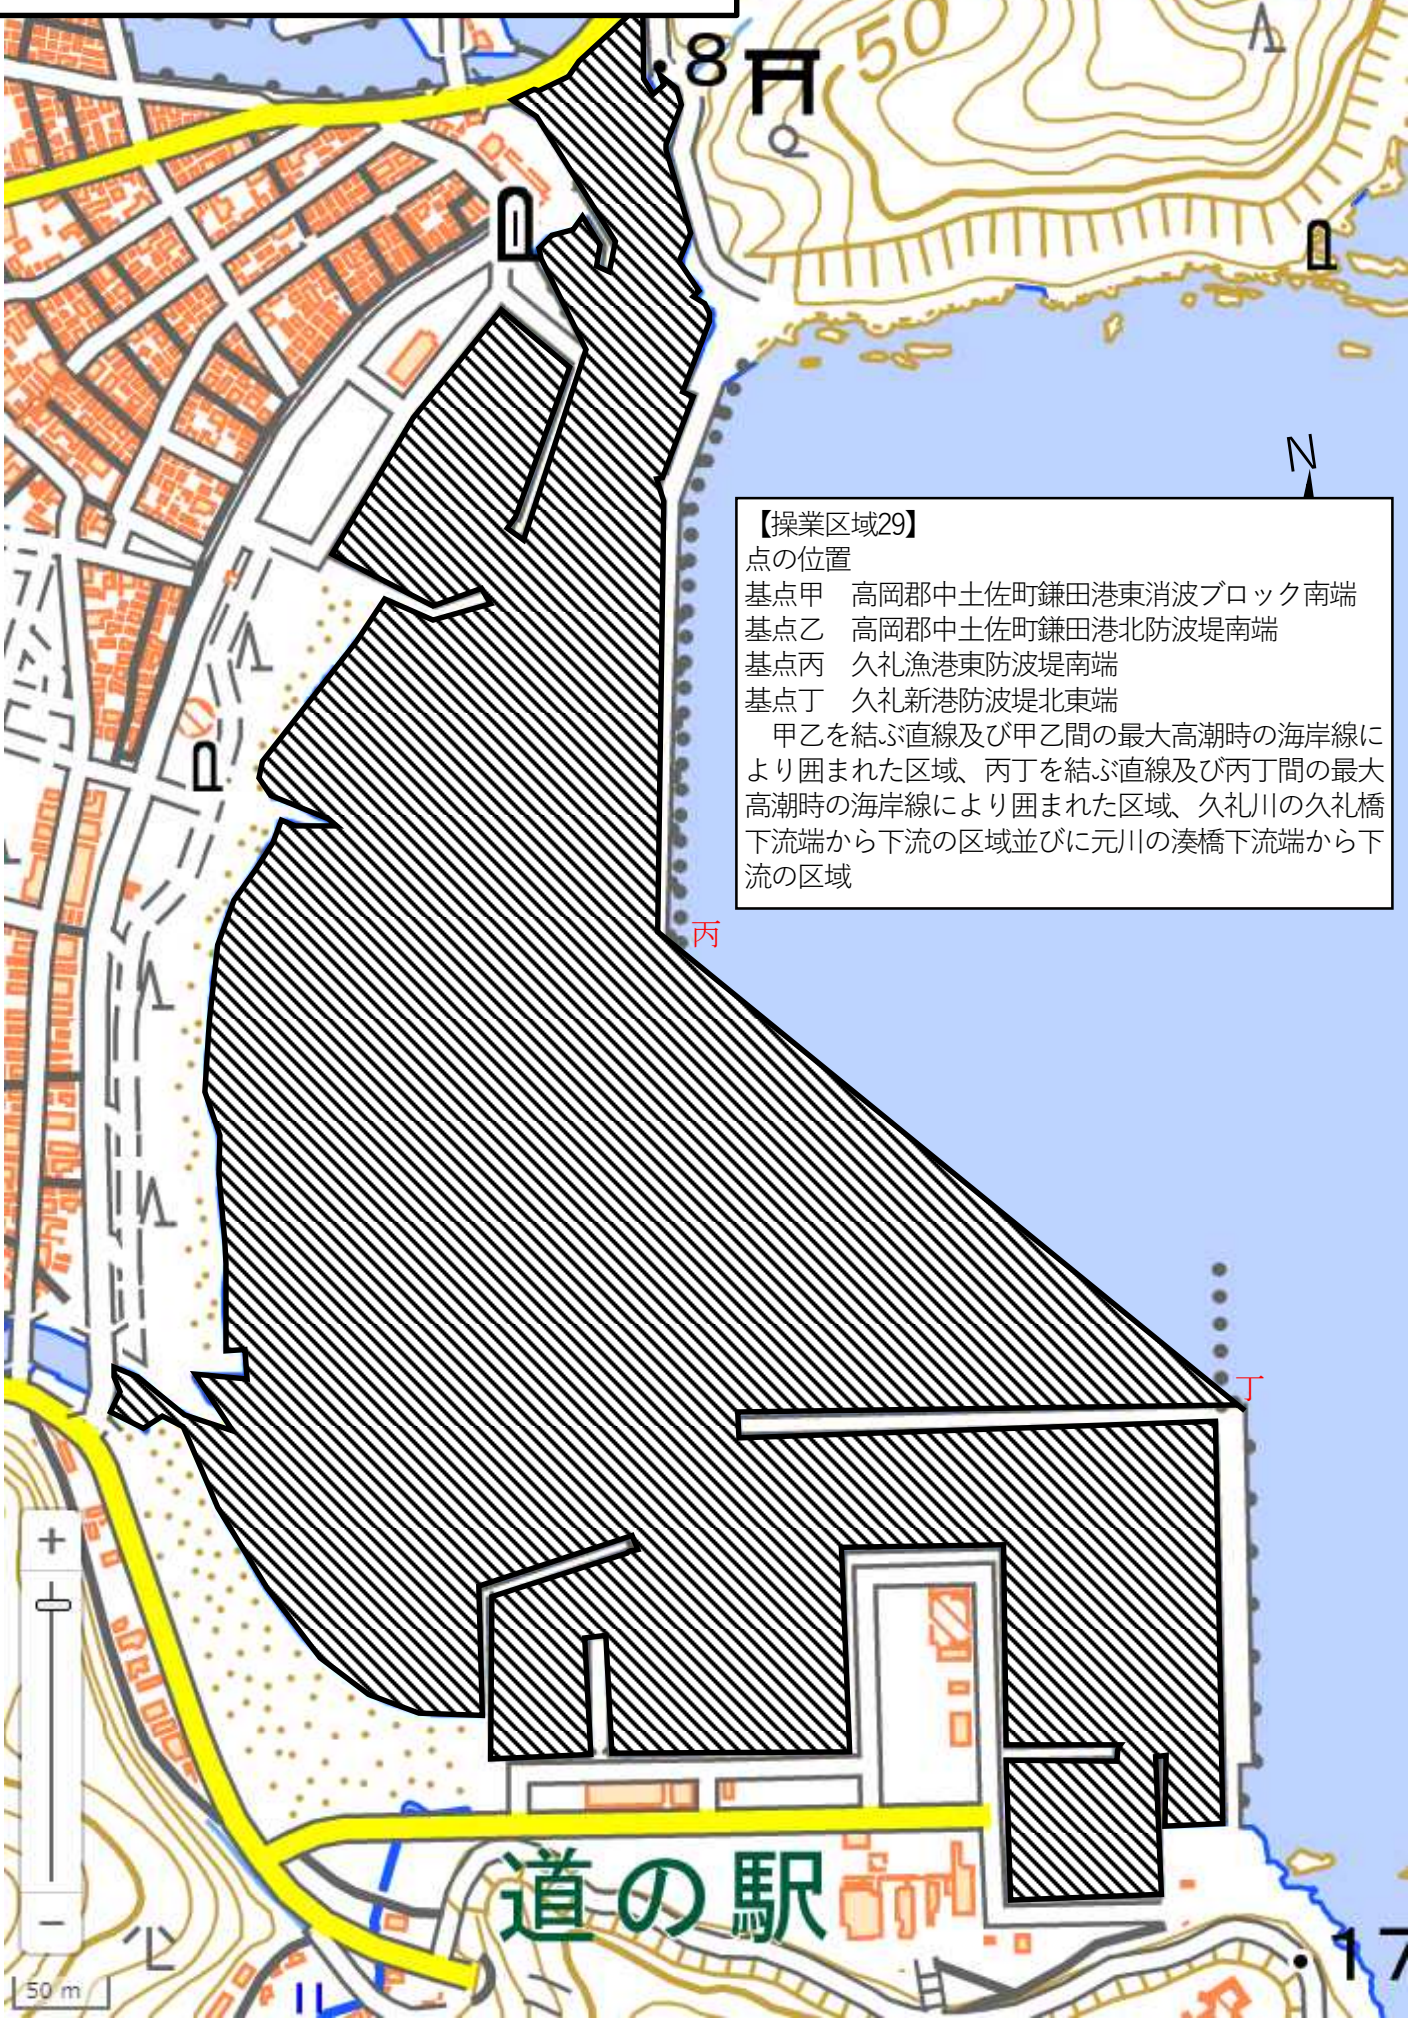 8
50
N
【操業区域29】
点の位置
基点甲　高岡郡中土佐町鎌田港東消波ブロック南端
基点乙　高岡郡中土佐町鎌田港北防波堤南端
基点丙　久礼漁港東防波堤南端
基点丁　久礼新港防波堤北東端
　甲乙を結ぶ直線及び甲乙間の最大高潮時の海岸線に
より囲まれた区域、丙丁を結ぶ直線及び丙丁間の最大
高潮時の海岸線により囲まれた区域、久礼川の久礼橋
下流端から下流の区域並びに元川の湊橋下流端から下
流の区域
丙
丁
+
−
道の駅
17
50 m